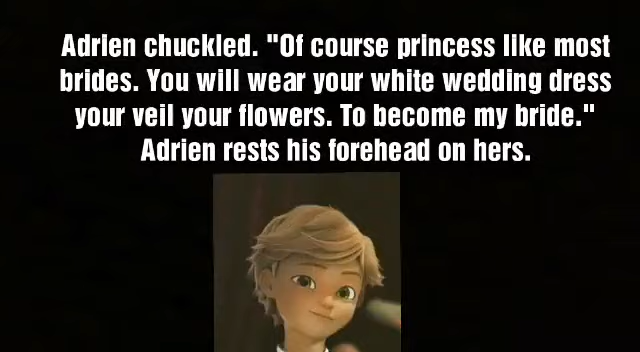 Adrien chuckled. "Of course princess like most
brides. You will wear your white wedding dress
your veil your flowers. To become my bride."
Adrien rests his forehead on hers.